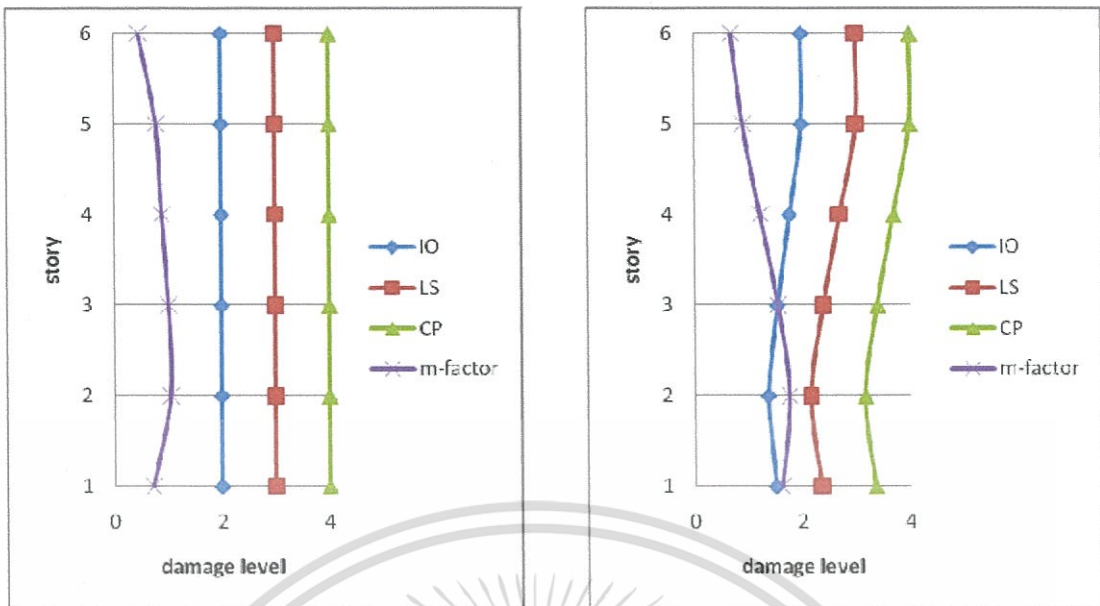 6
5
4
3
2
1
story
0 2 4
damage level
IO
LS
CP
m-factor
6
5
4
3
2
1
story
0 2 4
damage level
IO
LS
CP
m-factor